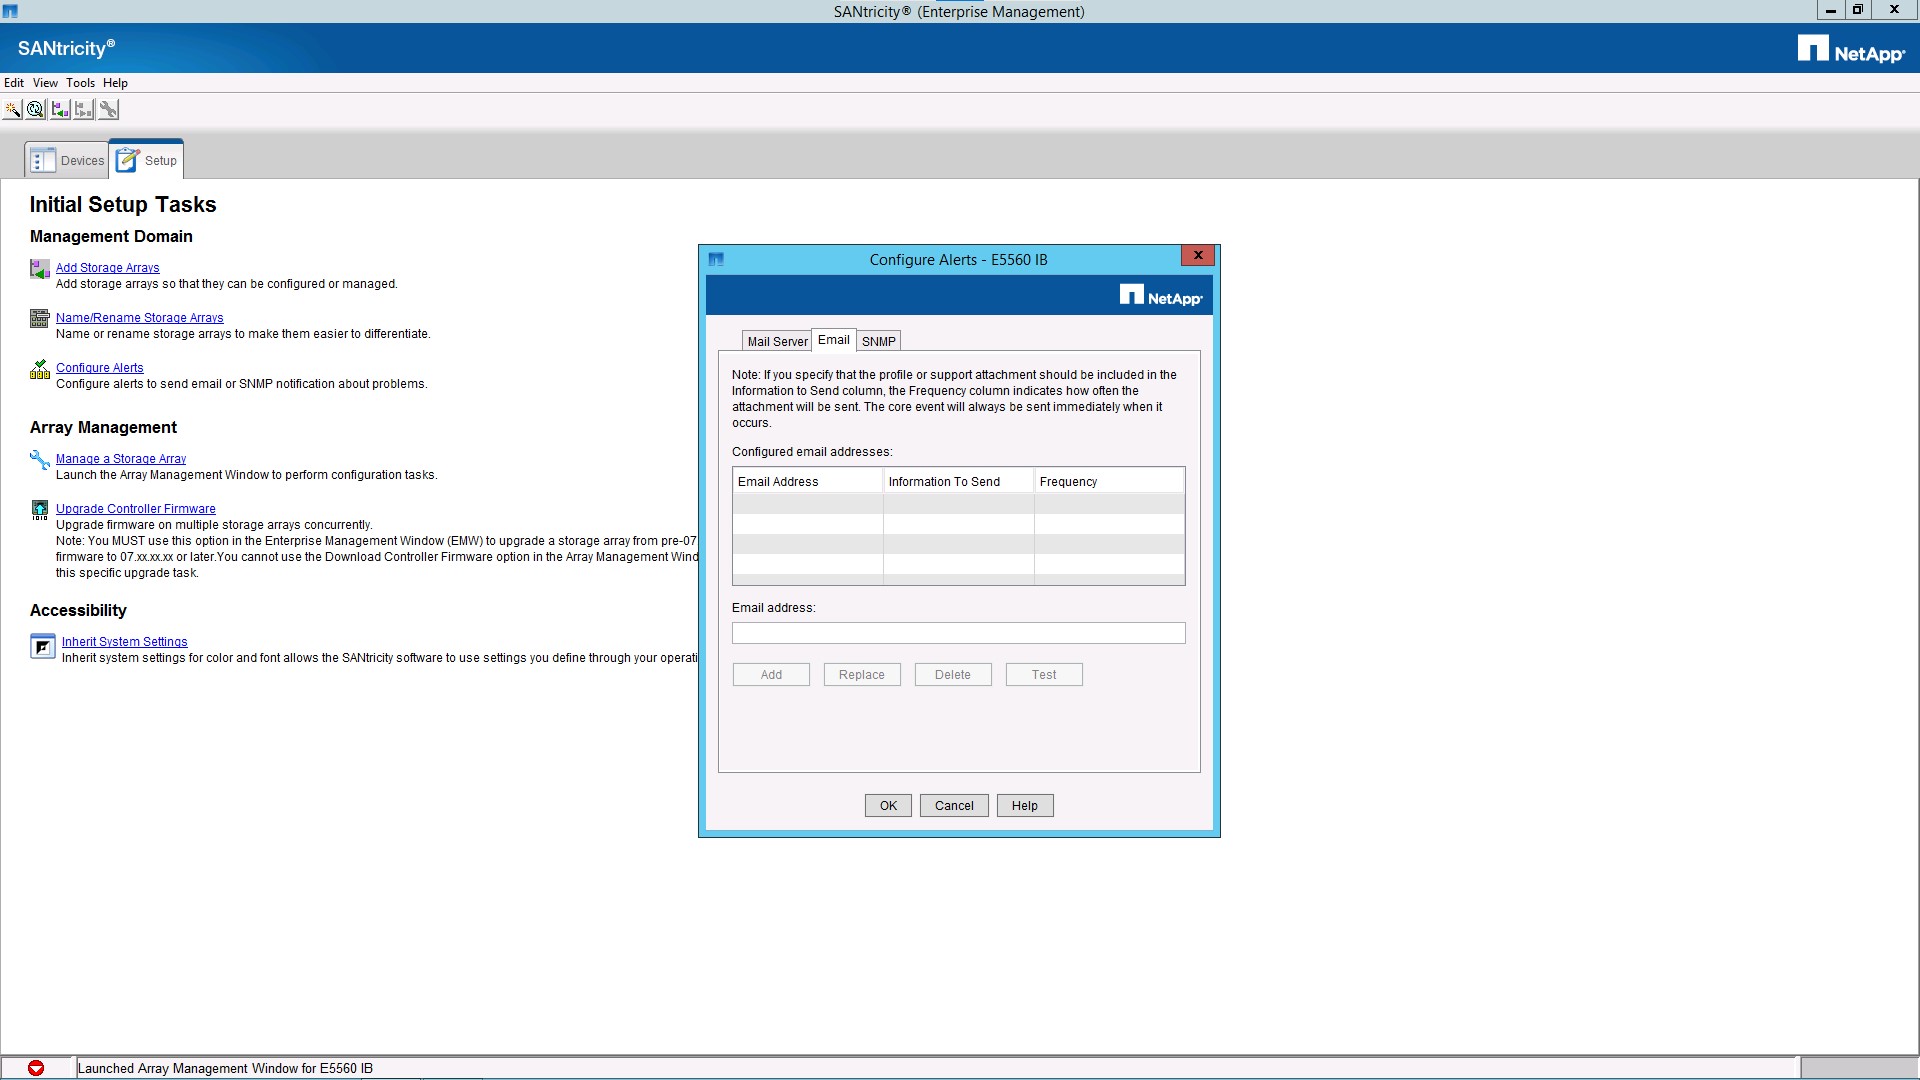 SANtricity® (Enterprise Management)
SANtricity®
NetApp®
Edit View Tools Help
Devices
Setup
Initial Setup Tasks
Management Domain
Add Storage Arrays
Add storage arrays so that they can be configured or managed.
Name/Rename Storage Arrays
Name or rename storage arrays to make them easier to differentiate.
Configure Alerts
Configure alerts to send email or SNMP notification about problems.
Array Management
Manage a Storage Array
Launch the Array Management Window to perform configuration tasks.
Upgrade Controller Firmware
Upgrade firmware on multiple storage arrays concurrently.
Note: You MUST use this option in the Enterprise Management Window (EMW) to upgrade a storage array from pre-07
firmware to 07.xx.xx.xx or later.You cannot use the Download Controller Firmware option in the Array Management Wind
this specific upgrade task.
Accessibility
Inherit System Settings
Inherit system settings for color and font allows the SANtricity software to use settings you define through your operati
Configure Alerts - E5560 IB
NetApp®
Mail Server
Email
SNMP
Note: If you specify that the profile or support attachment should be included in the
Information to Send column, the Frequency column indicates how often the
attachment will be sent. The core event will always be sent immediately when it
occurs.
Configured email addresses:
Email Address Information To Send Frequency
Email address:
Add Replace Delete Test
OK Cancel Help
Launched Array Management Window for E5560 IB